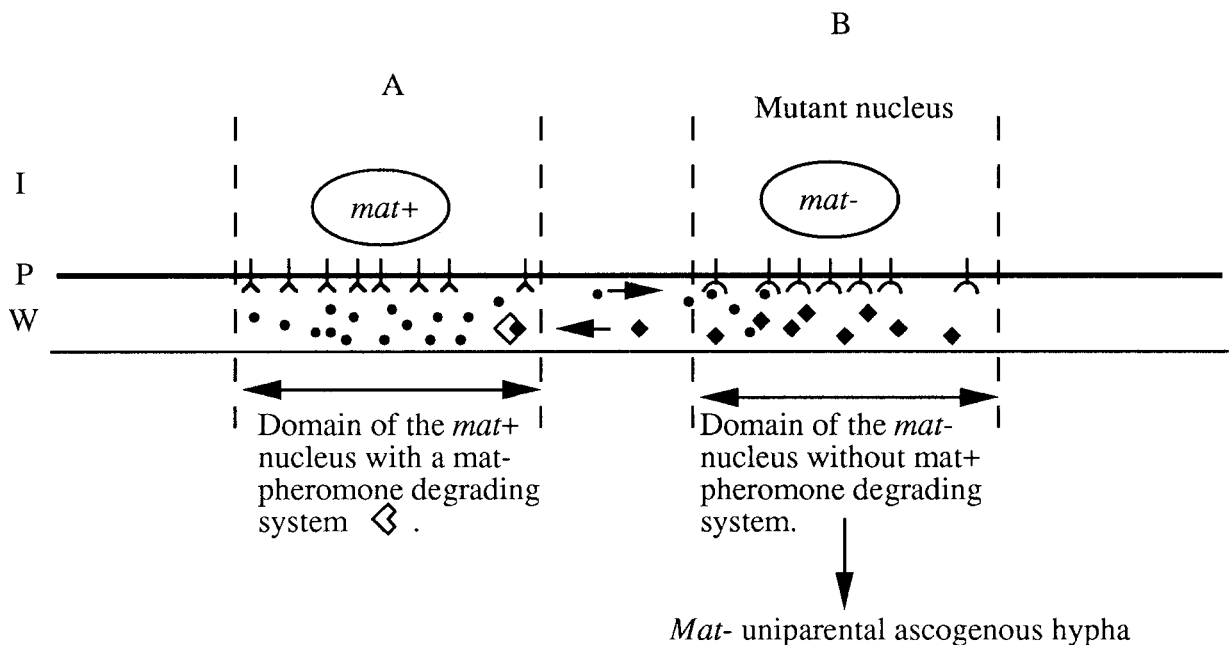 B
A
Mutant nucleus
I
mat+
mat-
P
W
Domain of the mat+
nucleus with a mat-
pheromone degrading
system .
Domain of the mat-
nucleus without mat+
pheromone degrading
system.
Mat- uniparental ascogenous hypha